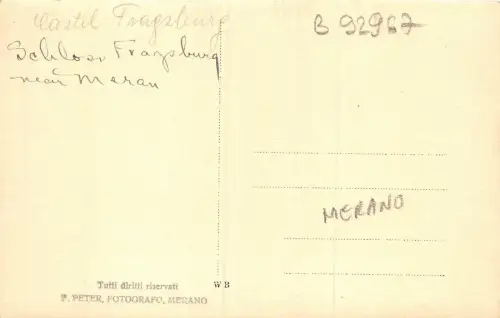 Castel Fragsburg
Schloss Fragsburg
near Meran
B 92967
MERANO
Tutti diritti riservati
W B
P. PETER, FOTOGRAFO, MERANO